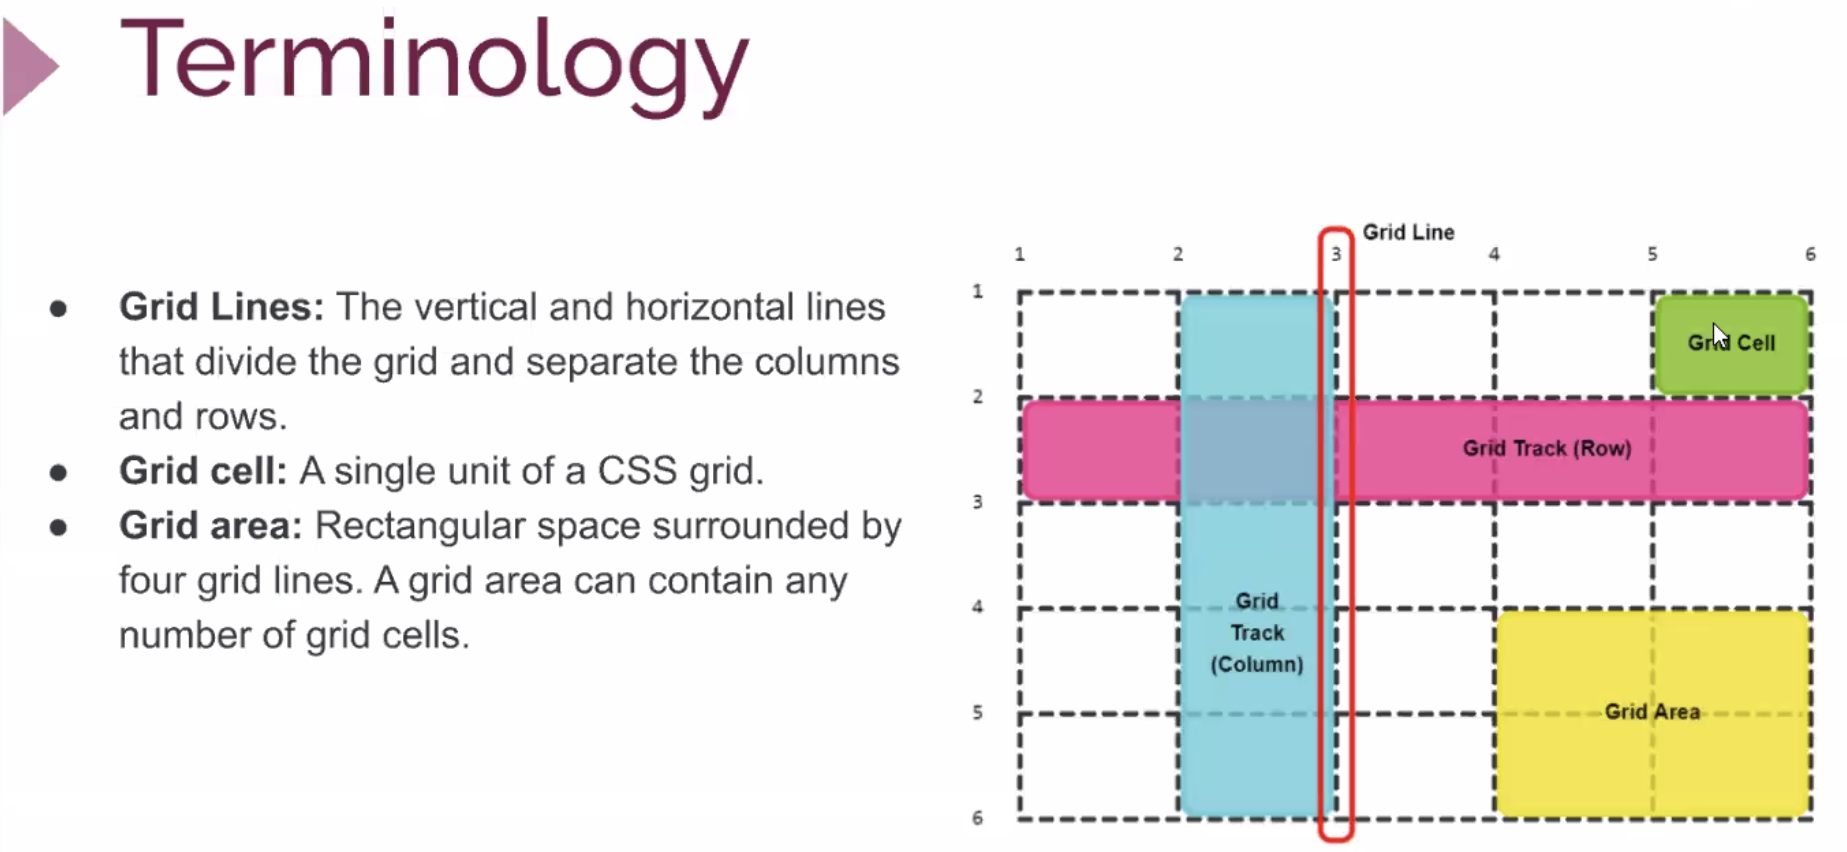 Terminology
● Grid Lines: The vertical and horizontal lines
that divide the grid and separate the columns
and rows.
● Grid cell: A single unit of a CSS grid.
● Grid area: Rectangular space surrounded by
four grid lines. A grid area can contain any
number of grid cells.
Grid Line
1 2 3 4 5 6
1
Grid Cell
2
Grid Track (Row)
3
4
Grid
Track
(Column)
5
Grid Area
6